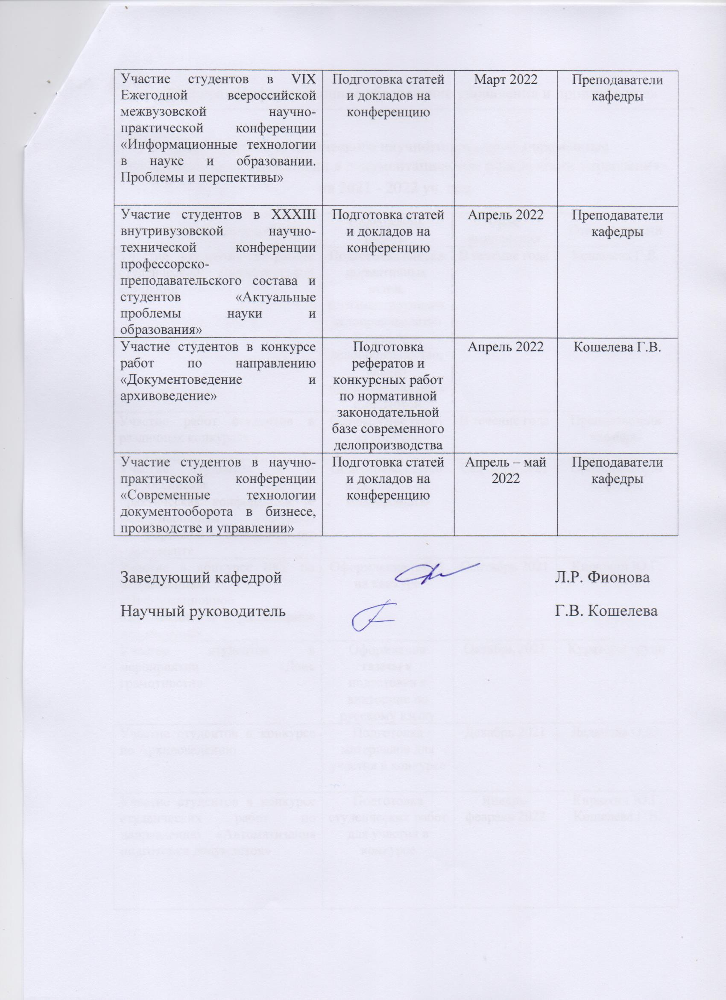 Участие студентов в VIX
Ежегодной всероссийской
межвузовской научно-
практической конференции
«Информационные технологии
в науке и образовании.
Проблемы и перспективы»
Подготовка статей
и докладов на
конференцию
Март 2022
Преподаватели
кафедры
Участие студентов в XXXIII
внутривузовской научно-
технической конференции
профессорско-
преподавательского состава и
студентов «Актуальные
проблемы науки и
образования»
Подготовка статей
и докладов на
конференцию
Апрель 2022
Преподаватели
кафедры
Участие студентов в конкурсе
работ по направлению
«Документоведение и
архивоведение»
Подготовка
рефератов и
конкурсных работ
по нормативной
законодательной
базе современного
делопроизводства
Апрель 2022
Кошелева Г.В.
Участие студентов в научно-
практической конференции
«Современные технологии
документооборота в бизнесе,
производстве и управлении»
Подготовка статей
и докладов на
конференцию
Апрель – май
2022
Преподаватели
кафедры
Заведующий кафедрой Л.Р. Фионова
Научный руководитель Г.В. Кошелева